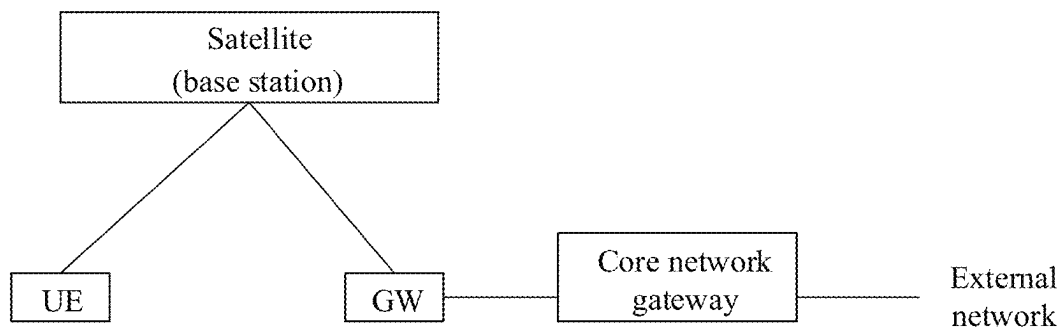 Satellite
(base station)
UE
GW
Core network
gateway
External
network